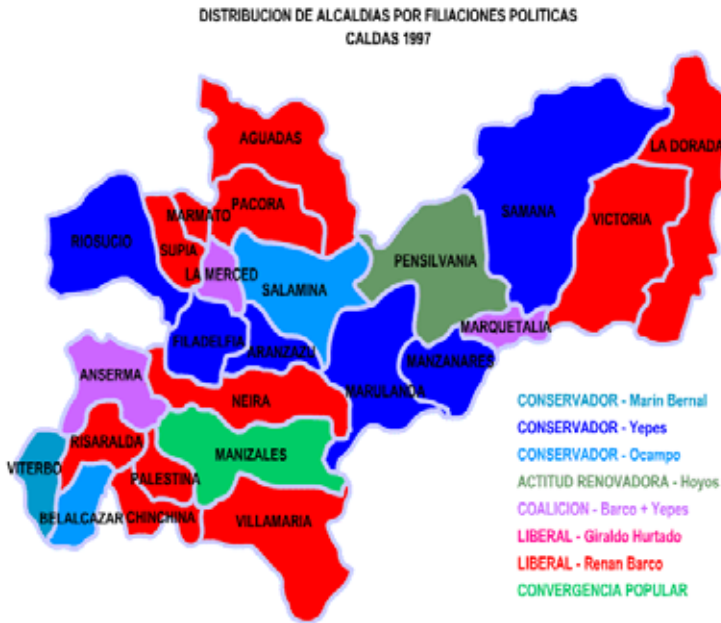 DISTRIBUCION DE ALCALDIAS POR FILIACIONES POLITICAS
CALDAS 1997
AGUADAS
LA DORADA
MARMATO
PACORA
SAMANA
VICTORIA
RIOSUCIO
SUPIA
LA MERCED
PENSILVANIA
SALAMINA
MARQUETALIA
FILADELFIA
ARANZAZU
MANZANARES
ANSERMA
MARULANDA
NEIRA
RISARALDA
MANIZALES
VITERBO
PALESTINA
BELALCAZAR
CHINCHINA
VILLAMARIA
CONSERVADOR - Marin Bernal
CONSERVADOR - Yepes
CONSERVADOR - Ocampo
ACTITUD RENOVADORA - Hoyos
COALICION - Barco + Yepes
LIBERAL - Giraldo Hurtado
LIBERAL - Renan Barco
CONVERGENCIA POPULAR